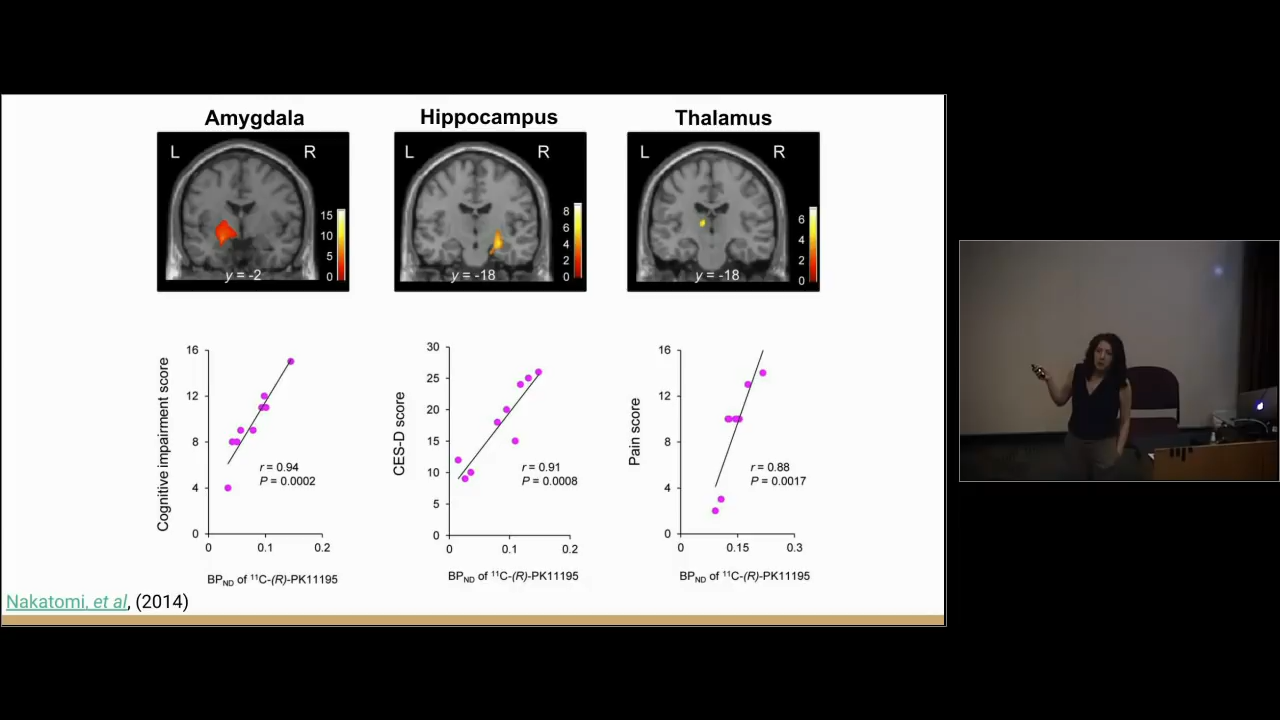 Amygdala
Hippocampus
Thalamus
L
R
15
10
5
0
y = -2
L
R
8
6
4
2
0
y = -18
L
R
6
4
2
0
y = -18
Cognitive impairment score
16
12
8
4
0
r = 0.94
P = 0.0002
0
0.1
0.2
BPND of 11C-(R)-PK11195
CES-D score
30
25
20
15
10
5
0
r = 0.91
P = 0.0008
0
0.1
0.2
BPND of 11C-(R)-PK11195
Pain score
16
12
8
4
0
r = 0.88
P = 0.0017
0
0.15
0.3
BPND of 11C-(R)-PK11195
Nakatomi, et al, (2014)